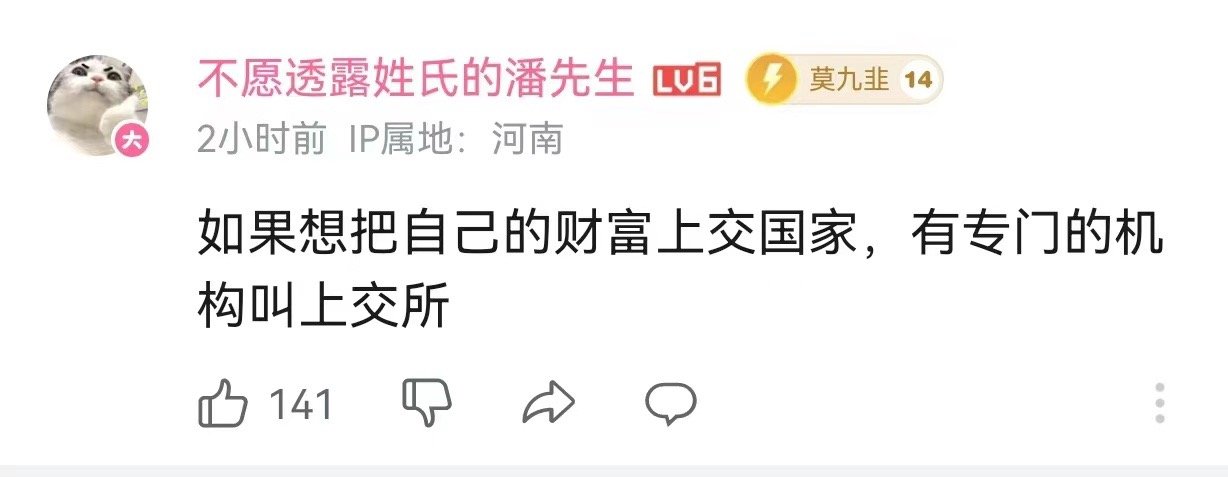 不愿透露姓氏的潘先生 LV6 莫九韭 14
大
2小时前 IP属地：河南
如果想把自己的财富上交国家，有专门的机
构叫上交所
141